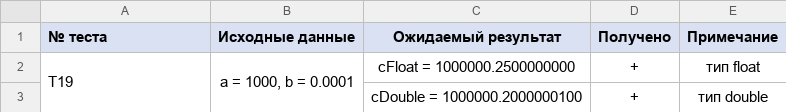 A B C D E
1 № теста Исходные данные Ожидаемый результат Получено Примечание
2 T19 a = 1000, b = 0.0001 cFloat = 1000000.2500000000 + тип float
3 cDouble = 1000000.2000000100 + тип double